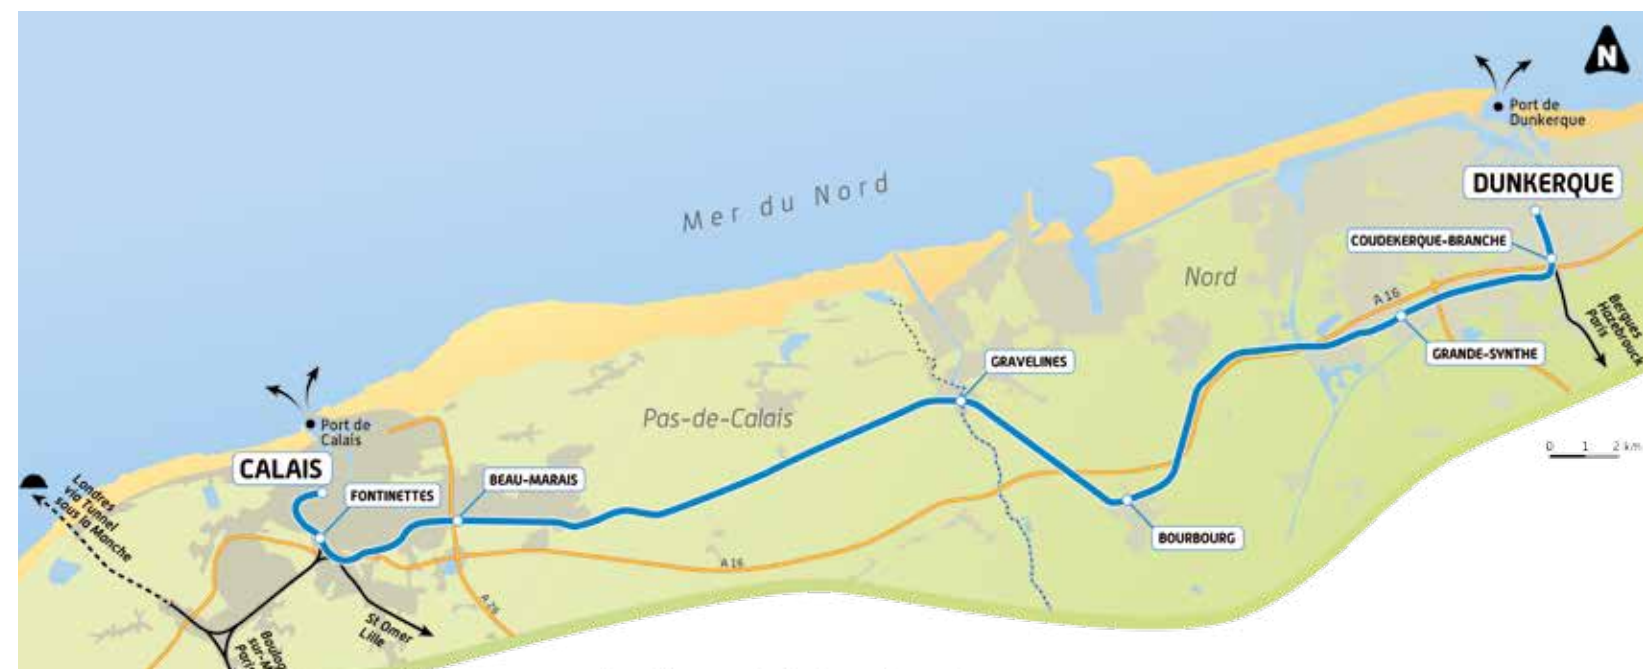 N
Port de
Dunkerque
DUNKERQUE
Mer du Nord
COUDEKERQUE-BRANCHE
Nord
A 16
Bergues
Hazebrouck
Paris
GRANDE-SYNTHE
GRAVELINES
Pas-de-Calais
Port de
Calais
0 1 2 km
CALAIS
BEAU-MARAIS
FONTINETTES
Londres
via Tunnel
sous la Manche
BOURBOURG
A 16
A 26
St Omer
Lille